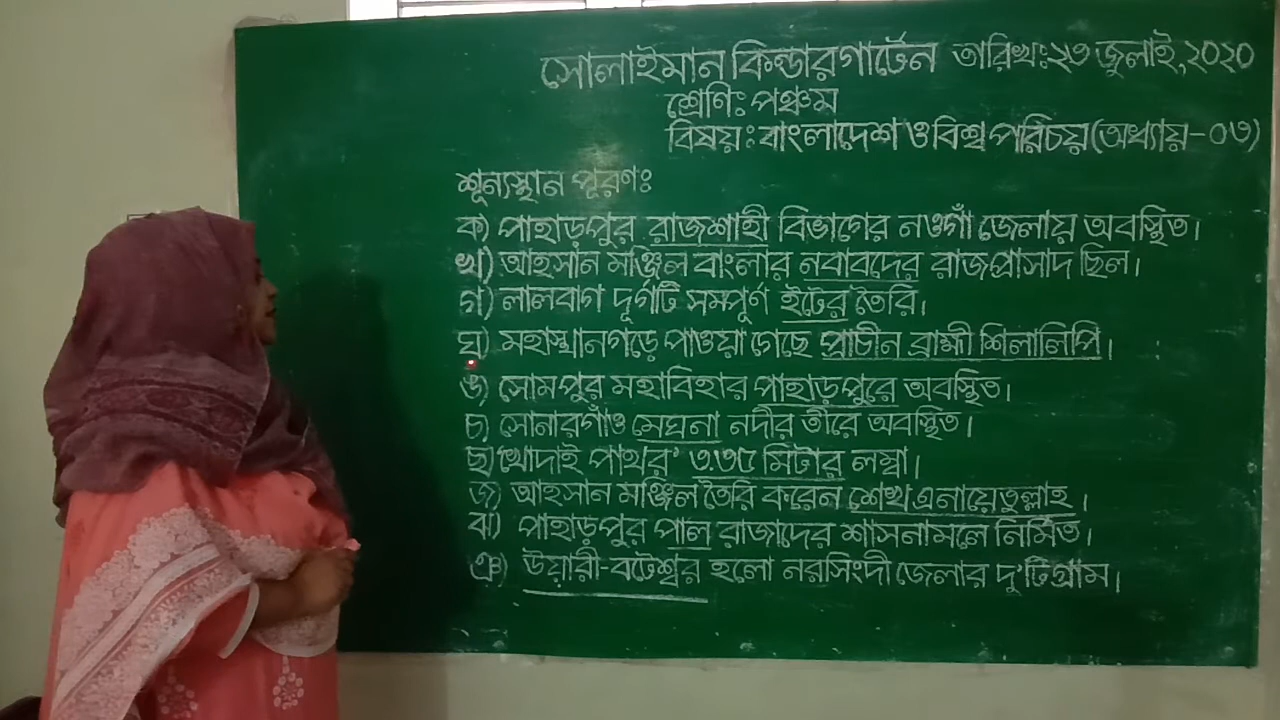 সোলাইমান কিন্ডারগার্টেন তারিখঃ২৩ জুলাই,২০২০
শ্রেণিঃ পঞ্চম
বিষয়ঃ বাংলাদেশ ও বিশ্ব পরিচয় (অধ্যায়-০৩)
শূন্যস্থান পূরণঃ
ক) পাহাড়পুর রাজশাহী বিভাগের নওগাঁ জেলায় অবস্থিত।
খ) আহসান মঞ্জিল বাংলার নবাবদের রাজপ্রাসাদ ছিল।
গ) লালবাগ দূর্গটি সম্পূর্ণ ইটের তৈরি।
ঘ) মহাস্থানগড়ে পাওয়া গেছে প্রাচীন ব্রাহ্মী শিলালিপি।
ঙ) সোমপুর মহাবিহার পাহাড়পুরে অবস্থিত।
চ) সোনারগাঁও মেঘনা নদীর তীরে অবস্থিত।
ছ) 'খোদাই পাথর' ৩.৩৫ মিটার লম্বা।
জ) আহসান মঞ্জিল তৈরি করেন শেখ এনায়েতুল্লাহ।
ঝ) পাহাড়পুর পাল রাজাদের শাসনামলে নির্মিত।
ঞ) উয়ারী-বটেশ্বর হলো নরসিংদী জেলার দু'টি গ্রাম।